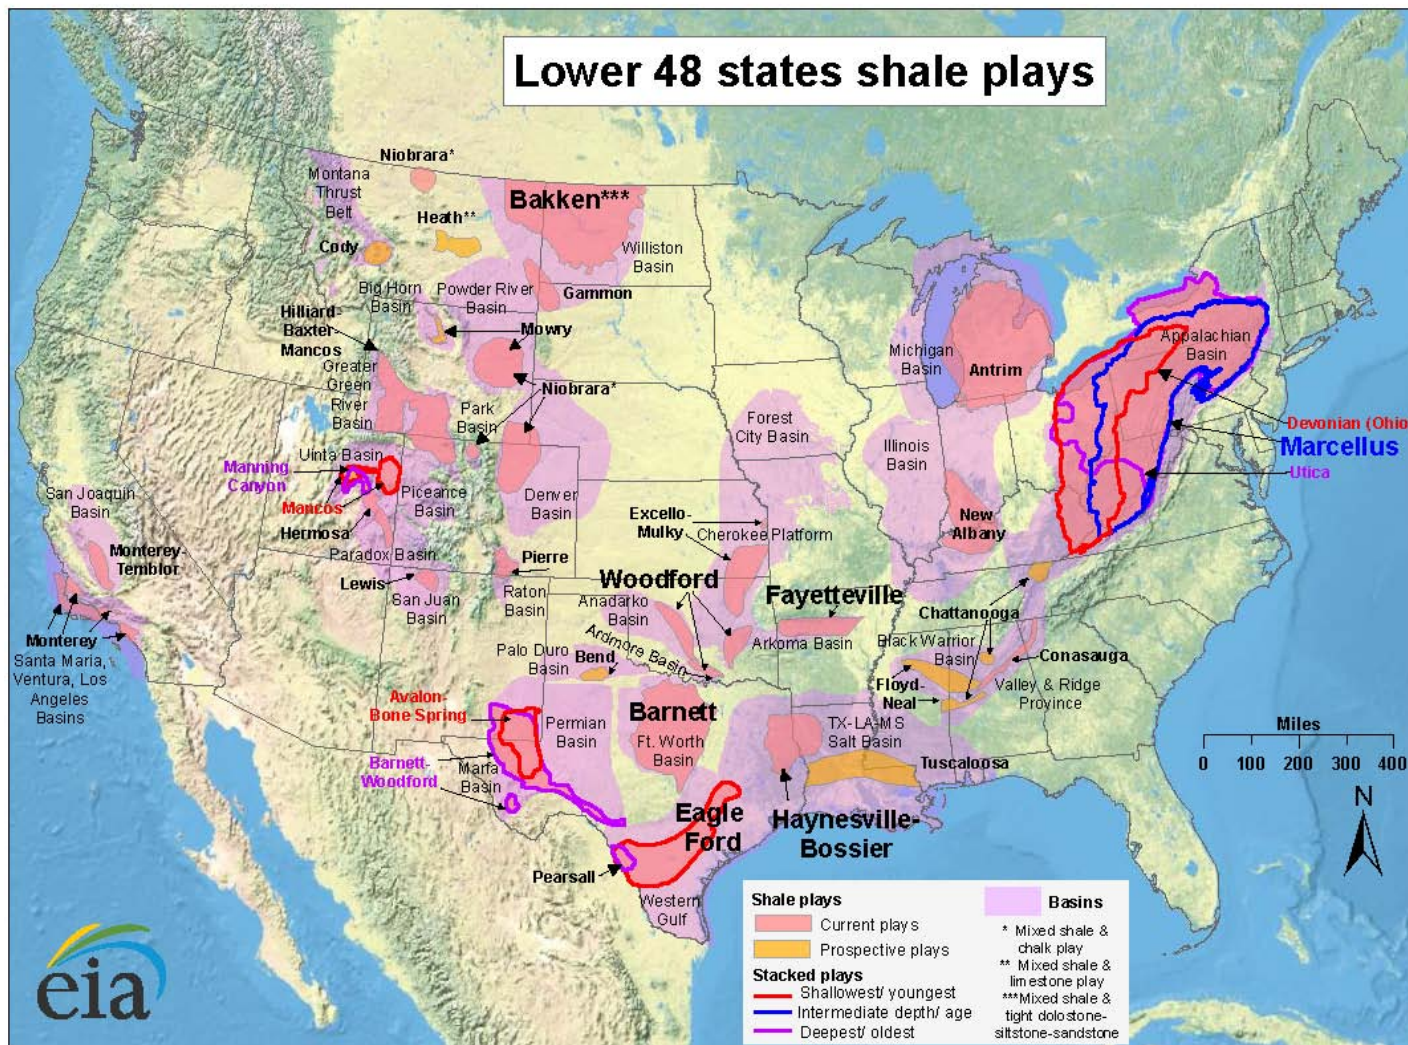 Lower 48 states shale plays
Niobrara*
Montana
Thrust
Belt
Bakken***
Heath**
Cody
Williston
Basin
Big Horn
Basin
Powder River
Basin
Gammon
Hilliard-
Baxter-
Mancos
Mowry
Greater
Green
River
Basin
Niobrara*
Park
Basin
Michigan
Basin
Antrim
Appalachian
Basin
Forest
City Basin
Illinois
Basin
Devonian (Ohio
Marcellus
Utica
Uinta Basin
Manning
Canyon
Mancos
Piceance
Basin
Denver
Basin
San Joaquin
Basin
Hermosa
Excello-
Mulky
Cherokee Platform
New
Albany
Monterey-
Temblor
Paradox Basin
Pierre
Lewis
San Juan
Basin
Raton
Basin
Woodford
Anadarko
Basin
Fayetteville
Arkoma Basin
Chattanooga
Monterey
Santa Maria,
Ventura, Los
Angeles
Basins
Palo Duro
Basin
Bend
Ardmore Basin
Black Warrior
Basin
Conasauga
Floyd-
Neal
Valley & Ridge
Province
Avalon-
Bone Spring
Permian
Basin
Barnett
Ft. Worth
Basin
TX-LA-MS
Salt Basin
Tuscaloosa
Barnett-
Woodford
Marfa
Basin
Eagle
Ford
Haynesville-
Bossier
Pearsall
Western
Gulf
Miles
0 100 200 300 400
N
Shale plays
Current plays
Prospective plays
Stacked plays
Shallowest/ youngest
Intermediate depth/ age
Deepest/ oldest
Basins
* Mixed shale &
chalk play
** Mixed shale &
limestone play
***Mixed shale &
tight dolostone-
siltstone-sandstone
eia